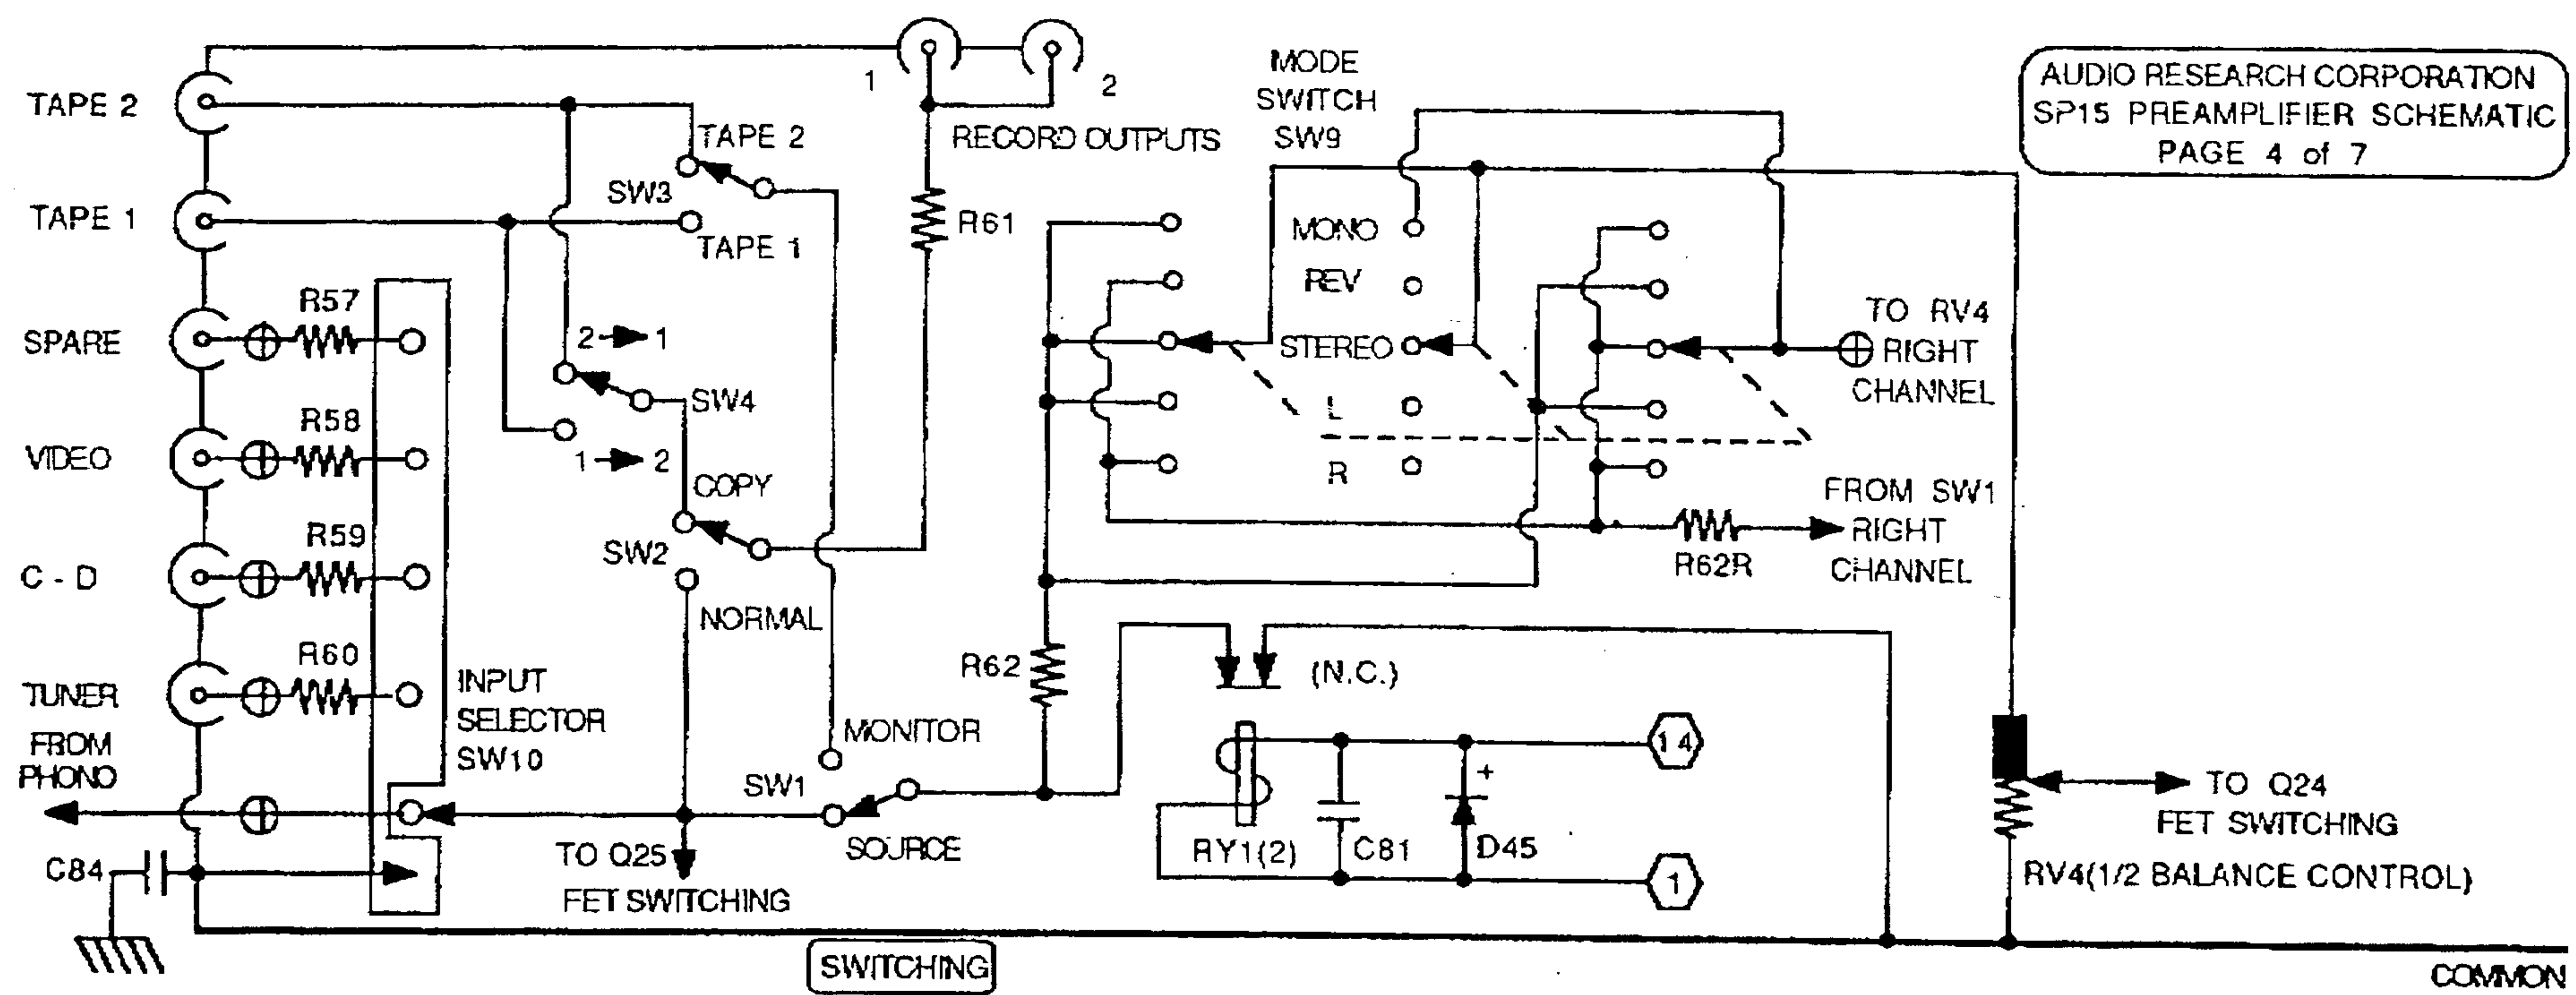 AUDIO RESEARCH CORPORATION
SP15 PREAMPLIFIER SCHEMATIC
PAGE 4 of 7
1
2
RECORD OUTPUTS
MODE
SWITCH
SW9
TAPE 2
TAPE 2
SW3
TAPE 1
TAPE 1
R61
MONO
REV
STEREO
L
R
TO RV4
RIGHT
CHANNEL
SPARE
R57
2 → 1
SW4
1 → 2
VIDEO
R58
COPY
SW2
NORMAL
FROM SW1
RIGHT
CHANNEL
R62R
C - D
R59
TUNER
R60
INPUT
SELECTOR
SW10
FROM
PHONO
MONITOR
SW1
SOURCE
R62
(N.C.)
14
+
RY1(2)
C81
D45
1
C84
TO Q25
FET SWITCHING
TO Q24
FET SWITCHING
RV4(1/2 BALANCE CONTROL)
SWITCHING
COMMON